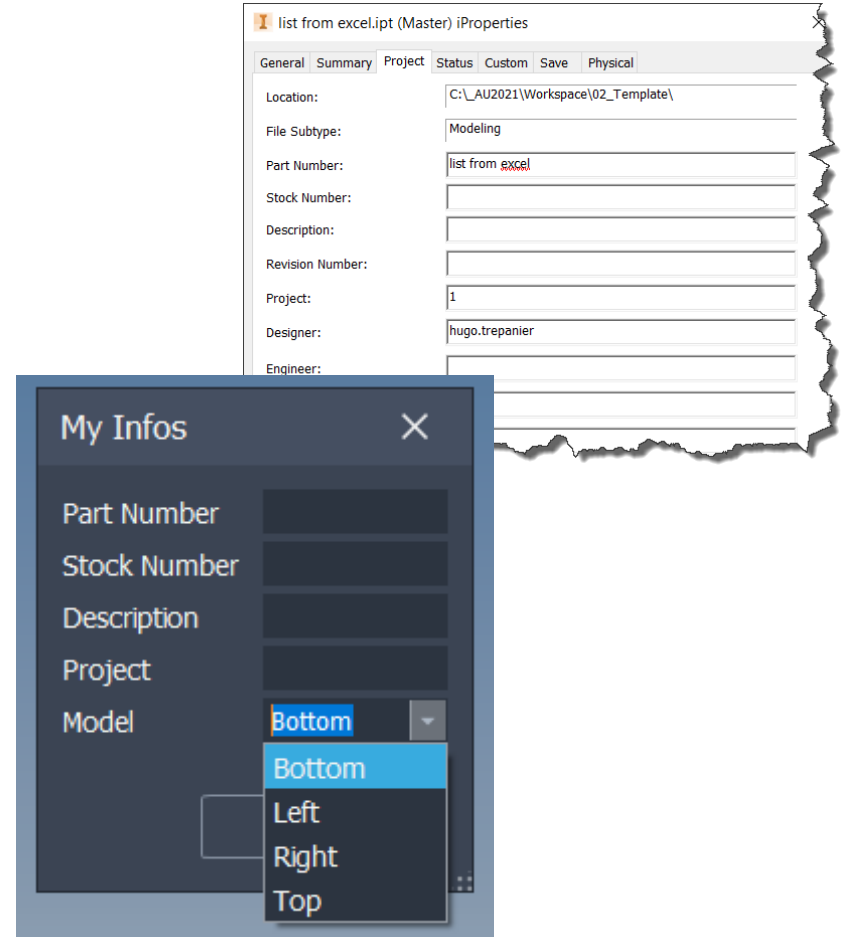 list from excel.ipt (Master) iProperties
General Summary Project Status Custom Save Physical
Location: C:\_AU2021\Workspace\02_Template\
File Subtype: Modeling
Part Number: list from excel
Stock Number:
Description:
Revision Number:
Project: 1
Designer: hugo.trepanier
Engineer:
My Infos
Part Number
Stock Number
Description
Project
Model Bottom
Bottom
Left
Right
Top